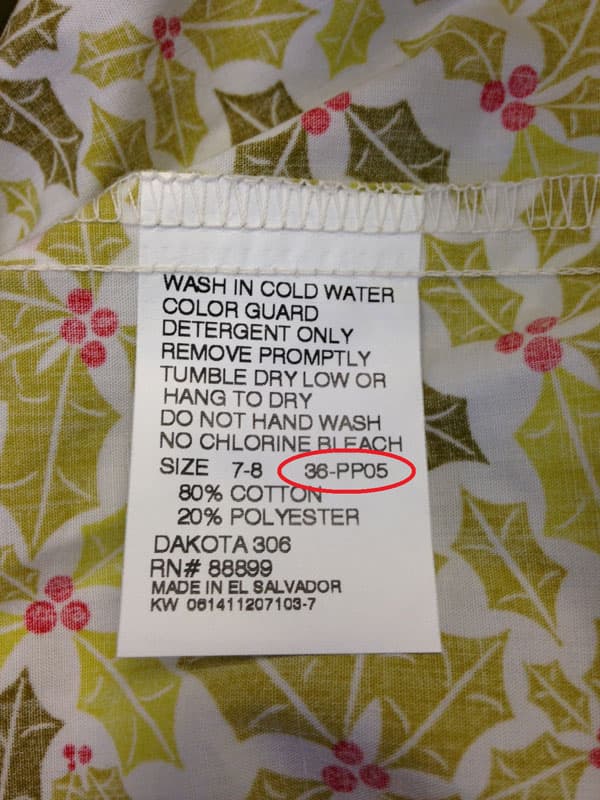 WASH IN COLD WATER
COLOR GUARD
DETERGENT ONLY
REMOVE PROMPTLY
TUMBLE DRY LOW OR
HANG TO DRY
DO NOT HAND WASH
NO CHLORINE BLEACH
SIZE 7-8 36-PP05
80% COTTON
20% POLYESTER
DAKOTA 306
RN# 88899
MADE IN EL SALVADOR
KW 061411207103-7